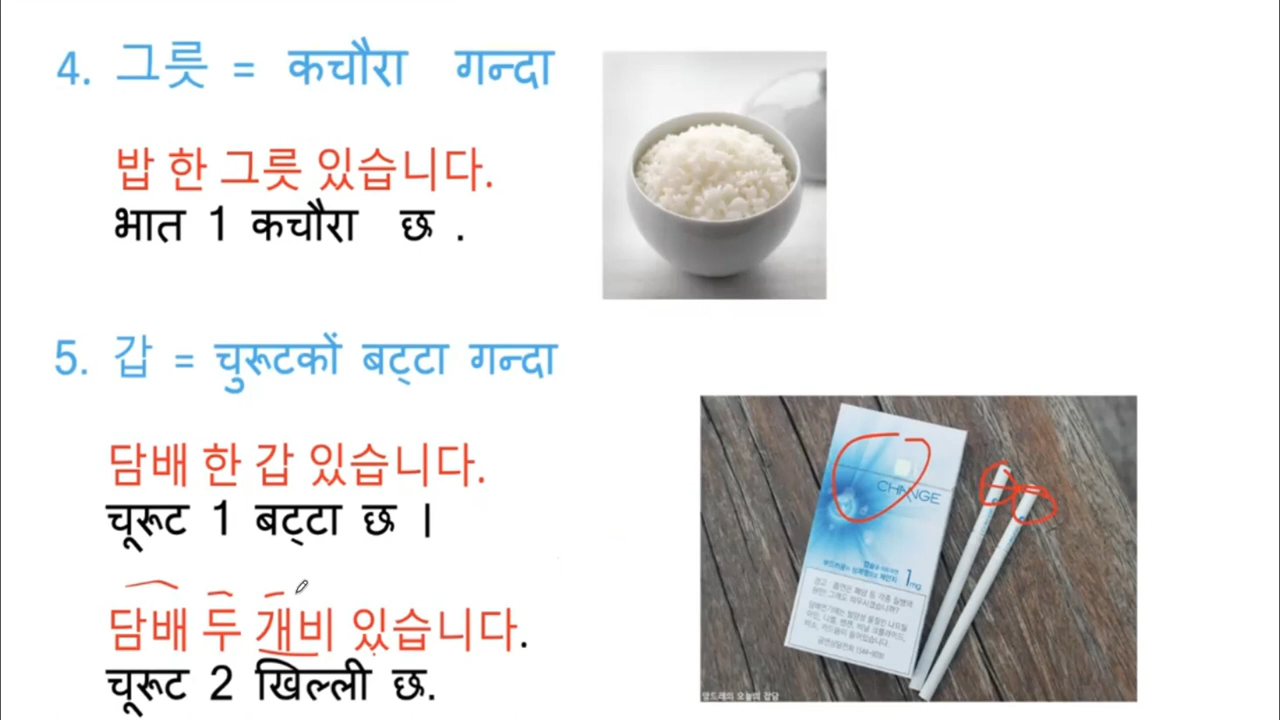 4. 그릇 = कचौरा गन्दा
밥 한 그릇 있습니다.
भात 1 कचौरा छ .
5. 갑 = चुरूटकों बट्टा गन्दा
담배 한 갑 있습니다.
चूरूट 1 बट्टा छ ।
담배 두 개비 있습니다.
चूरूट 2 खिल्ली छ.
CHANGE
1mg